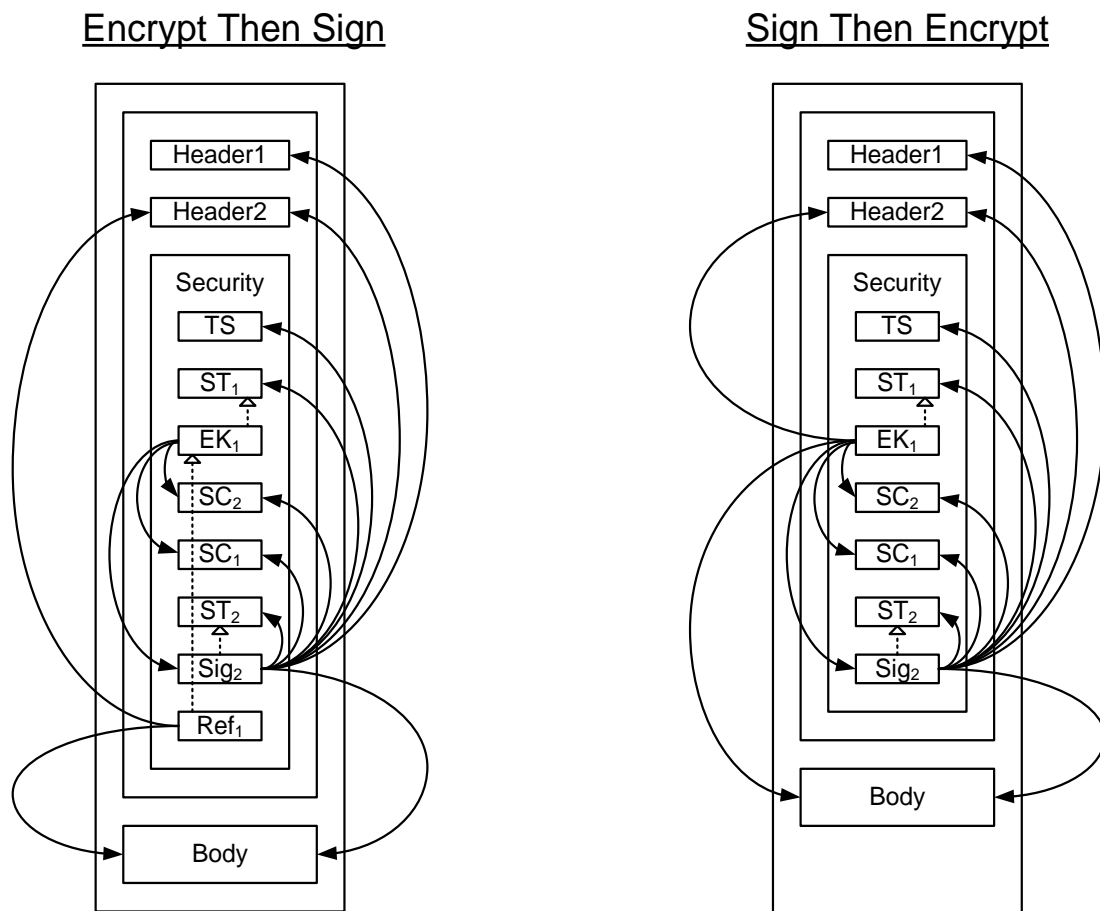 Encrypt Then Sign
Header1
Header2
Security
TS
ST₁
EK₁
SC₂
SC₁
ST₂
Sig₂
Ref₁
Body
Sign Then Encrypt
Header1
Header2
Security
TS
ST₁
EK₁
SC₂
SC₁
ST₂
Sig₂
Body